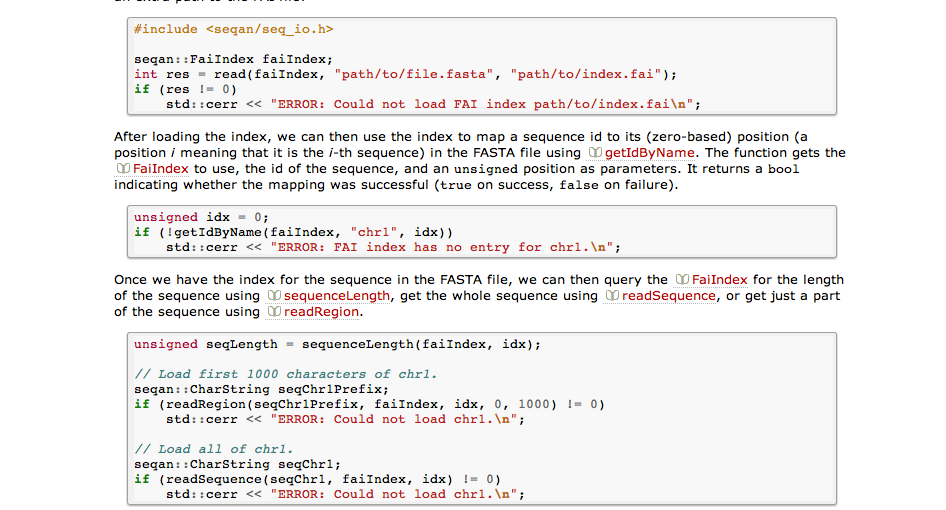 #include <seqan/seq_io.h>
seqan::FaiIndex faiIndex;
int res = read(faiIndex, "path/to/file.fasta", "path/to/index.fai");
if (res != 0)
    std::cerr << "ERROR: Could not load FAI index path/to/index.fai\n";
After loading the index, we can then use the index to map a sequence id to its (zero-based) position (a
position i meaning that it is the i-th sequence) in the FASTA file using getIdByName. The function gets the
FaiIndex to use, the id of the sequence, and an unsigned position as parameters. It returns a bool
indicating whether the mapping was successful (true on success, false on failure).
unsigned idx = 0;
if (!getIdByName(faiIndex, "chr1", idx))
    std::cerr << "ERROR: FAI index has no entry for chr1.\n";
Once we have the index for the sequence in the FASTA file, we can then query the FaiIndex for the length
of the sequence using sequenceLength, get the whole sequence using readSequence, or get just a part
of the sequence using readRegion.
unsigned seqLength = sequenceLength(faiIndex, idx);
// Load first 1000 characters of chr1.
seqan::CharString seqChr1Prefix;
if (readRegion(seqChr1Prefix, faiIndex, idx, 0, 1000) != 0)
    std::cerr << "ERROR: Could not load chr1.\n";
// Load all of chr1.
seqan::CharString seqChr1;
if (readSequence(seqChr1, faiIndex, idx) != 0)
    std::cerr << "ERROR: Could not load chr1.\n";